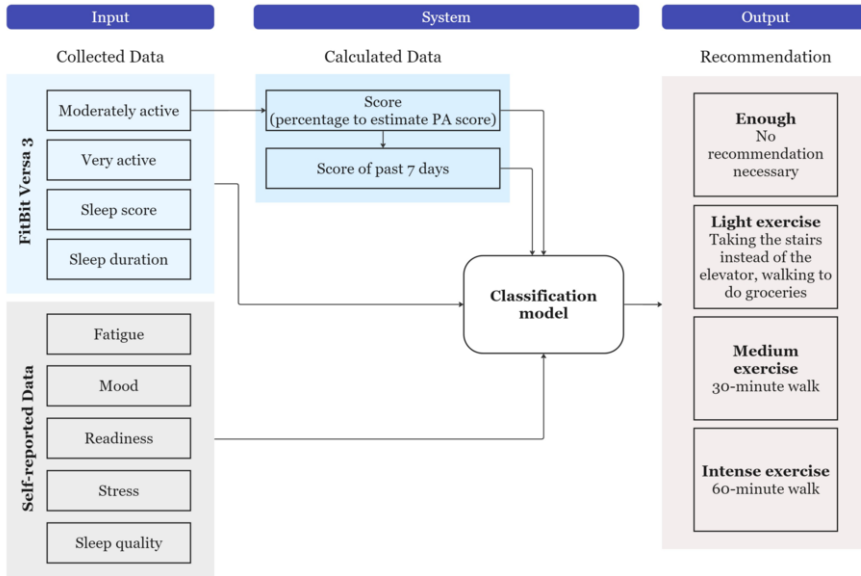 Input
System
Output
Collected Data
Calculated Data
Recommendation
FitBit Versa 3
Moderately active
Very active
Sleep score
Sleep duration
Score
(percentage to estimate PA score)
Score of past 7 days
Self-reported Data
Fatigue
Mood
Readiness
Stress
Sleep quality
Classification
model
Enough
No
recommendation
necessary
Light exercise
Taking the stairs
instead of the
elevator, walking to
do groceries
Medium
exercise
30-minute walk
Intense exercise
60-minute walk